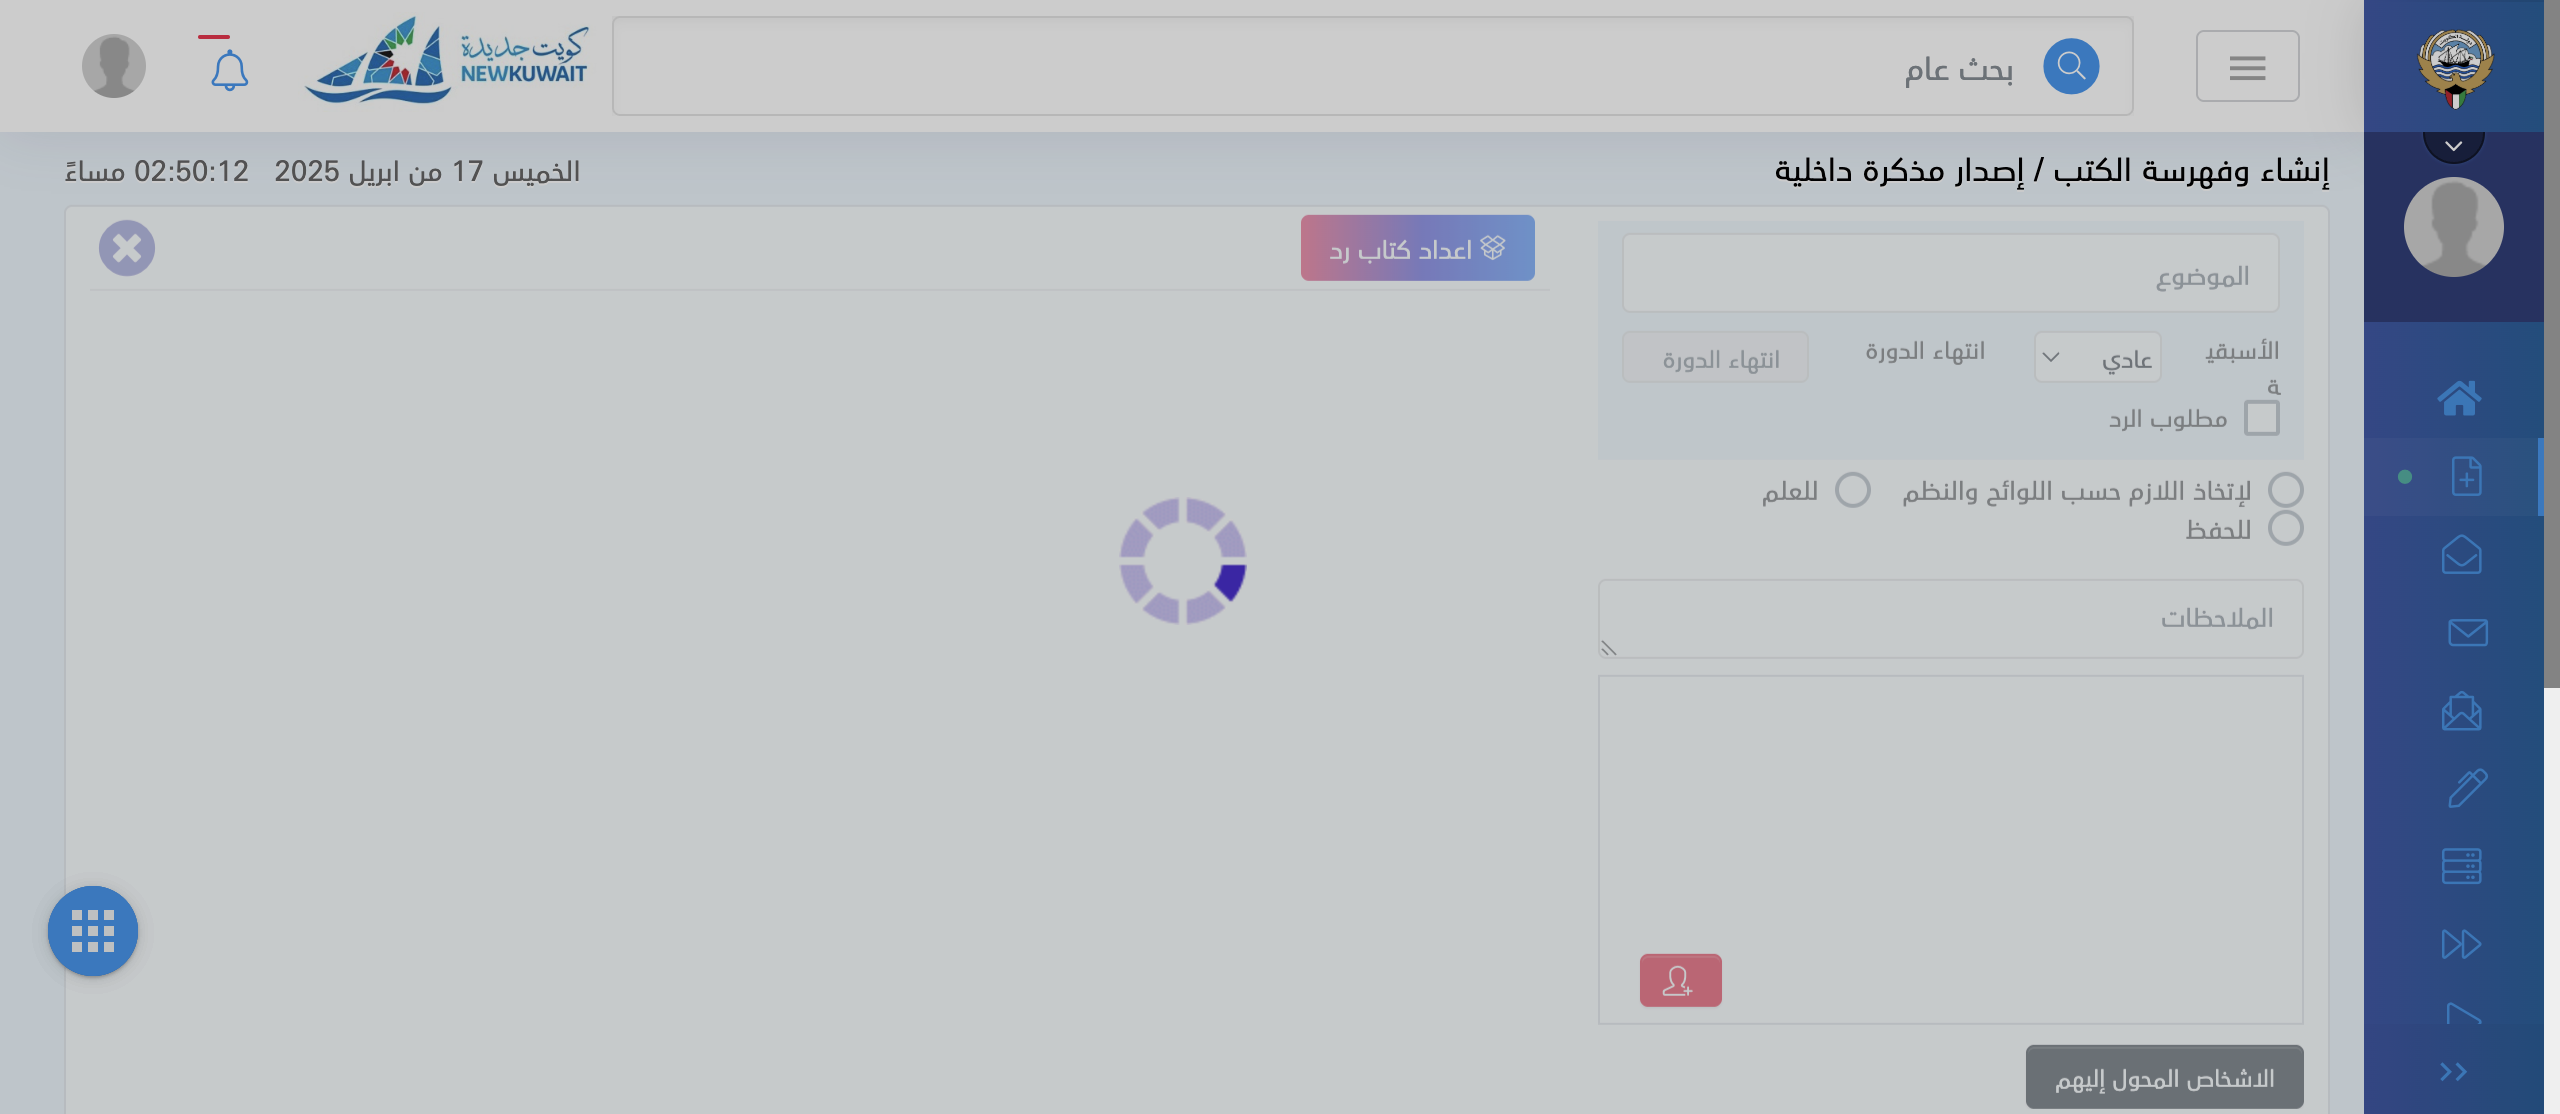 بحث عام
كويت جديدة
NEWKUWAIT
إنشاء وفهرسة الكتب / إصدار مذكرة داخلية
الخميس 17 من ابريل 2025 02:50:12 مساءً
الموضوع
اعداد كتاب رد
الأسبقية
عادي
انتهاء الدورة
انتهاء الدورة
مطلوب الرد
لإتخاذ اللازم حسب اللوائح والنظم
للعلم
للحفظ
الملاحظات
الاشخاص المحول إليهم